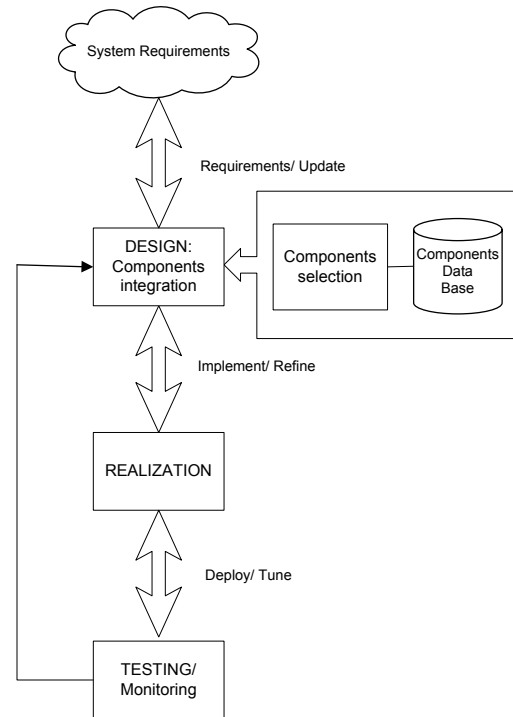 System Requirements
Requirements/ Update
DESIGN:
Components
integration
Components
selection
Components
Data
Base
Implement/ Refine
REALIZATION
Deploy/ Tune
TESTING/
Monitoring